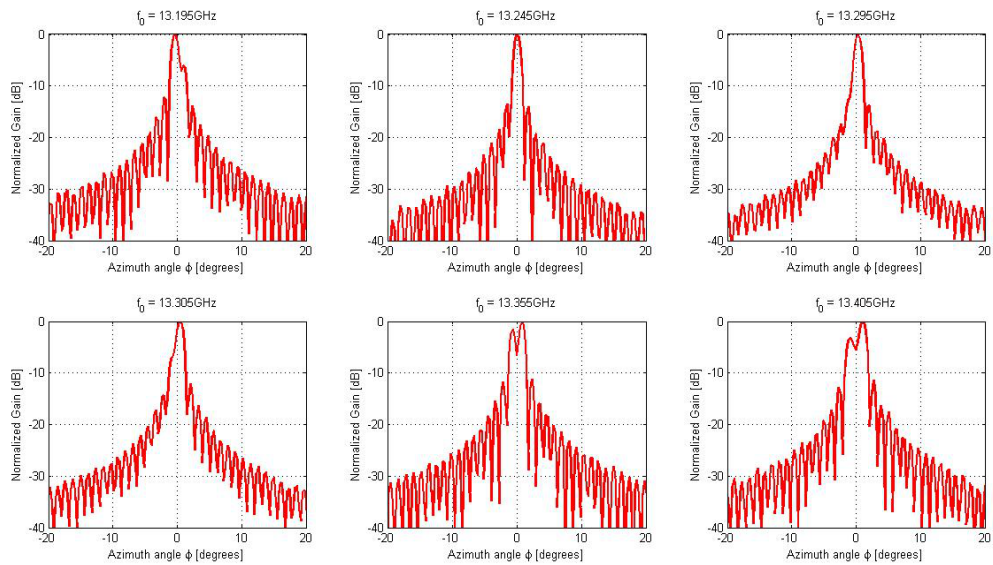 f0 = 13.195GHz
0
-10
-20
-30
-40
-20 -10 0 10 20
Normalized Gain [dB]
Azimuth angle ϕ [degrees]
f0 = 13.245GHz
0
-10
-20
-30
-40
-20 -10 0 10 20
Normalized Gain [dB]
Azimuth angle ϕ [degrees]
f0 = 13.295GHz
0
-10
-20
-30
-40
-20 -10 0 10 20
Normalized Gain [dB]
Azimuth angle ϕ [degrees]
f0 = 13.305GHz
0
-10
-20
-30
-40
-20 -10 0 10 20
Normalized Gain [dB]
Azimuth angle ϕ [degrees]
f0 = 13.355GHz
0
-10
-20
-30
-40
-20 -10 0 10 20
Normalized Gain [dB]
Azimuth angle ϕ [degrees]
f0 = 13.405GHz
0
-10
-20
-30
-40
-20 -10 0 10 20
Normalized Gain [dB]
Azimuth angle ϕ [degrees]